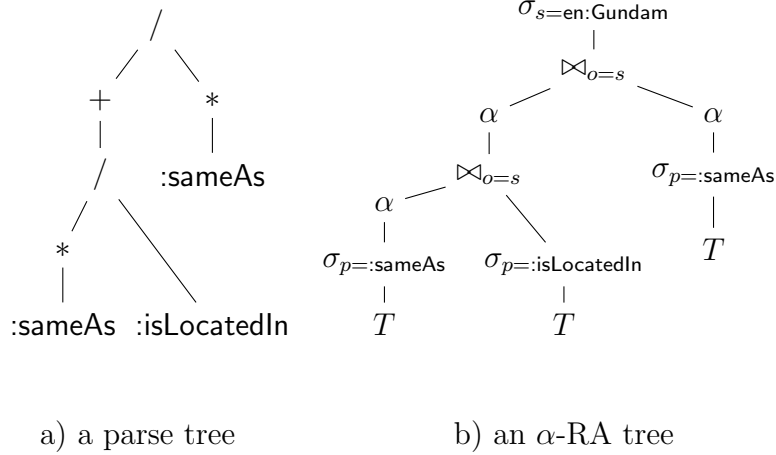 σs=en:Gundam
/
⋈o=s
+ *
α α
/ :sameAs
⋈o=s σp=:sameAs
α
* T
σp=:sameAs σp=:isLocatedIn
:sameAs :isLocatedIn T T
a) a parse tree b) an α-RA tree